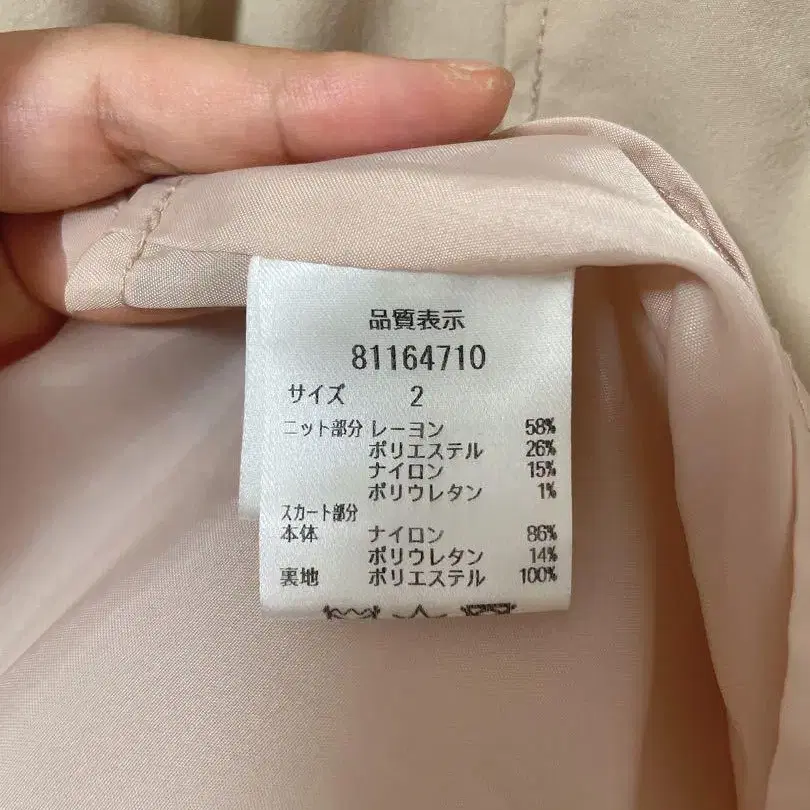 品質表示
81164710
サイズ 2
ニット部分 レーヨン 58%
ポリエステル 26%
ナイロン 15%
ポリウレタン 1%
スカート部分
本体 ナイロン 86%
ポリウレタン 14%
裏地 ポリエステル 100%